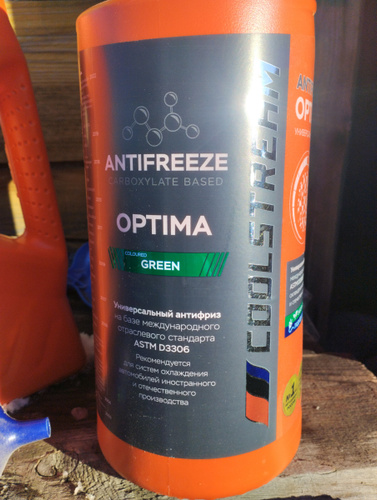 ANTIFREEZE
CARBOXYLATE BASED
OPTIMA
COLOURED
GREEN
Универсальный антифриз
на базе международного
отраслевого стандарта
ASTM D3306
Рекомендуется
для систем охлаждения
автомобилей иностранного
и отечественного
производства
COOLSTREAM